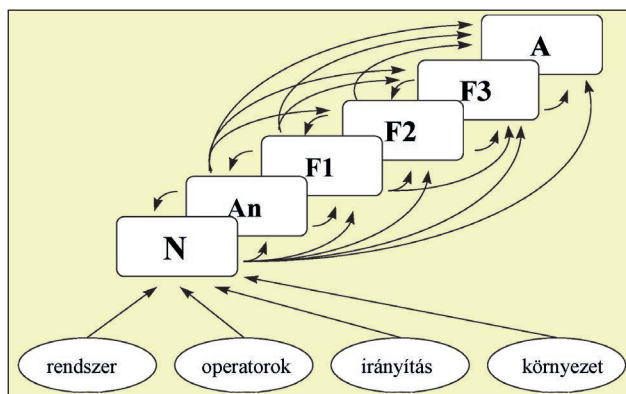 A
F3
F2
F1
An
N
rendszer
operatorok
irányítás
környezet